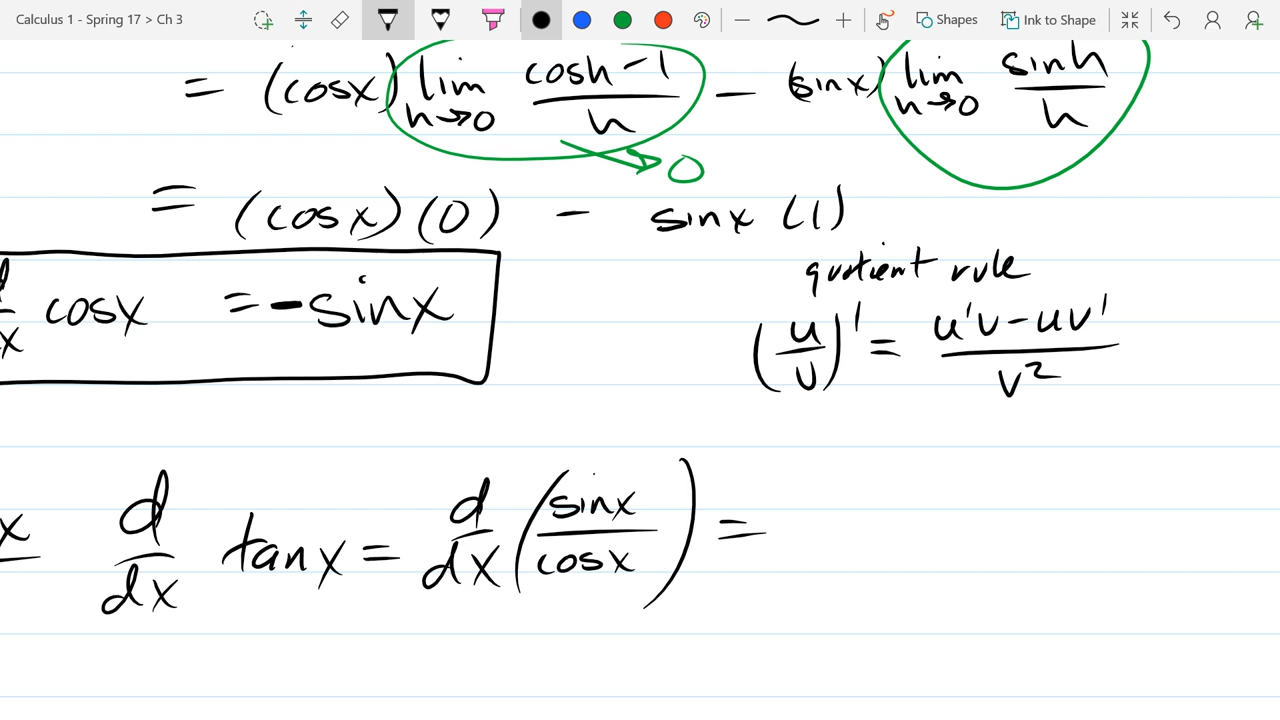 Calculus 1 - Spring 17 > Ch 3
Shapes
Ink to Shape
= (cosx) lim h→0 (cosh - 1)/h - (sinx) lim h→0 sinh/h
→ 0
= (cosx)(0) - sinx (1)
quotient rule
d/dx cosx = -sinx
(u/v)' = (u'v - uv')/v²
x d/dx tanx = d/dx (sinx/cosx) =